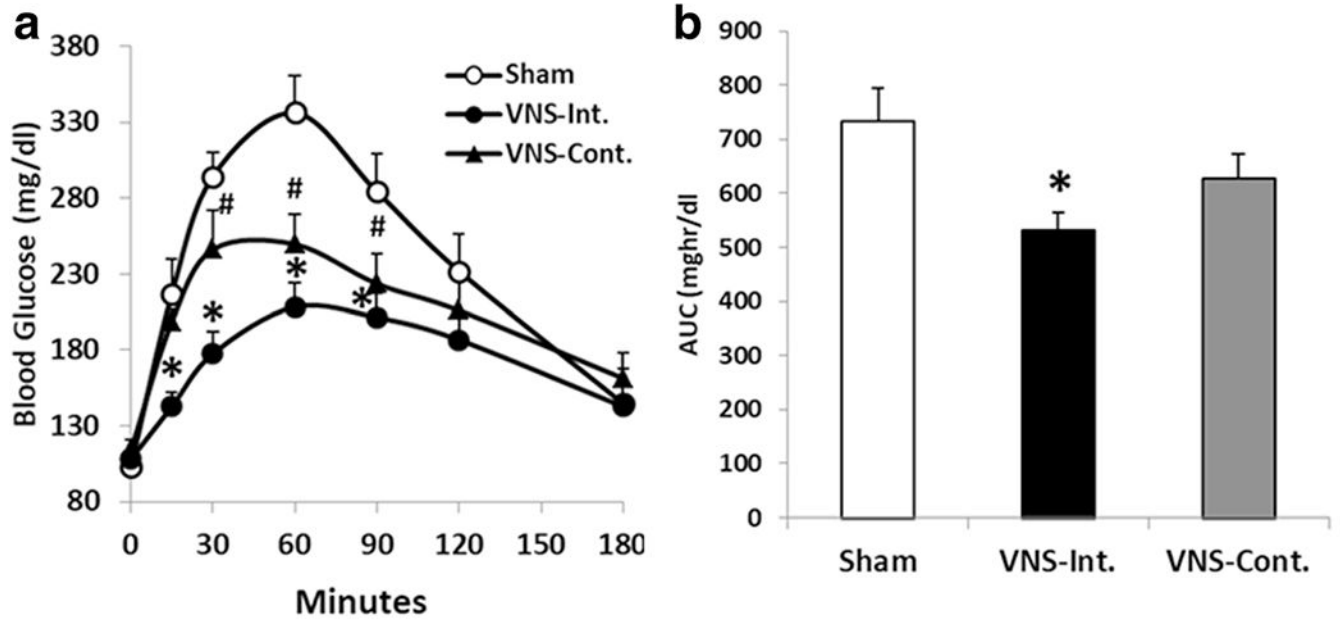 a
380
330
280
230
180
130
80
Blood Glucose (mg/dl)
Sham
VNS-Int.
VNS-Cont.
#
#
#
*
*
*
*
0 30 60 90 120 150 180
Minutes
b
900
800
700
600
500
400
300
200
100
0
AUC (mghr/dl
*
Sham VNS-Int. VNS-Cont.